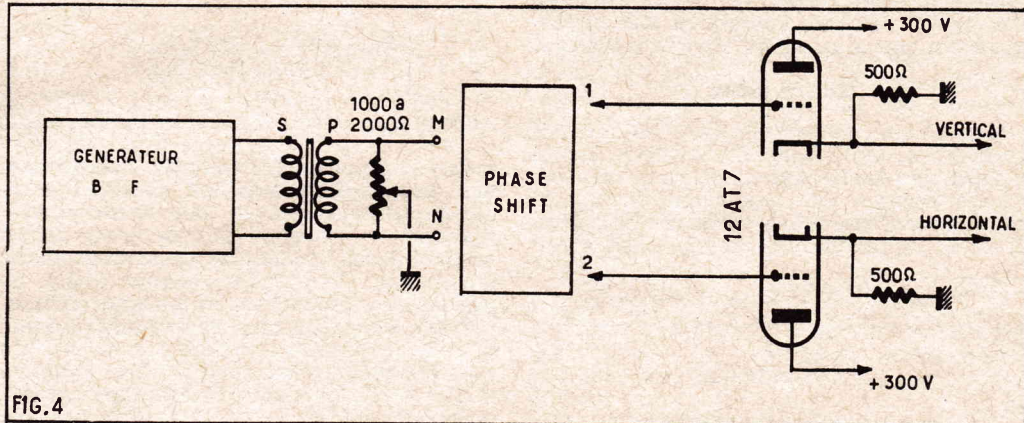 GENERATEUR
B F
S
P
1000 a
2000Ω
M
N
PHASE
SHIFT
1
2
12 AT 7
+ 300 V
500Ω
VERTICAL
HORIZONTAL
500Ω
+ 300 V
FIG. 4